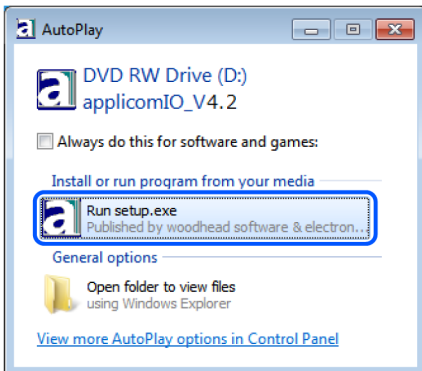 AutoPlay
DVD RW Drive (D:)
applicomIO_V4.2
Always do this for software and games:
Install or run program from your media
Run setup.exe
Published by woodhead software & electron...
General options
Open folder to view files
using Windows Explorer
View more AutoPlay options in Control Panel